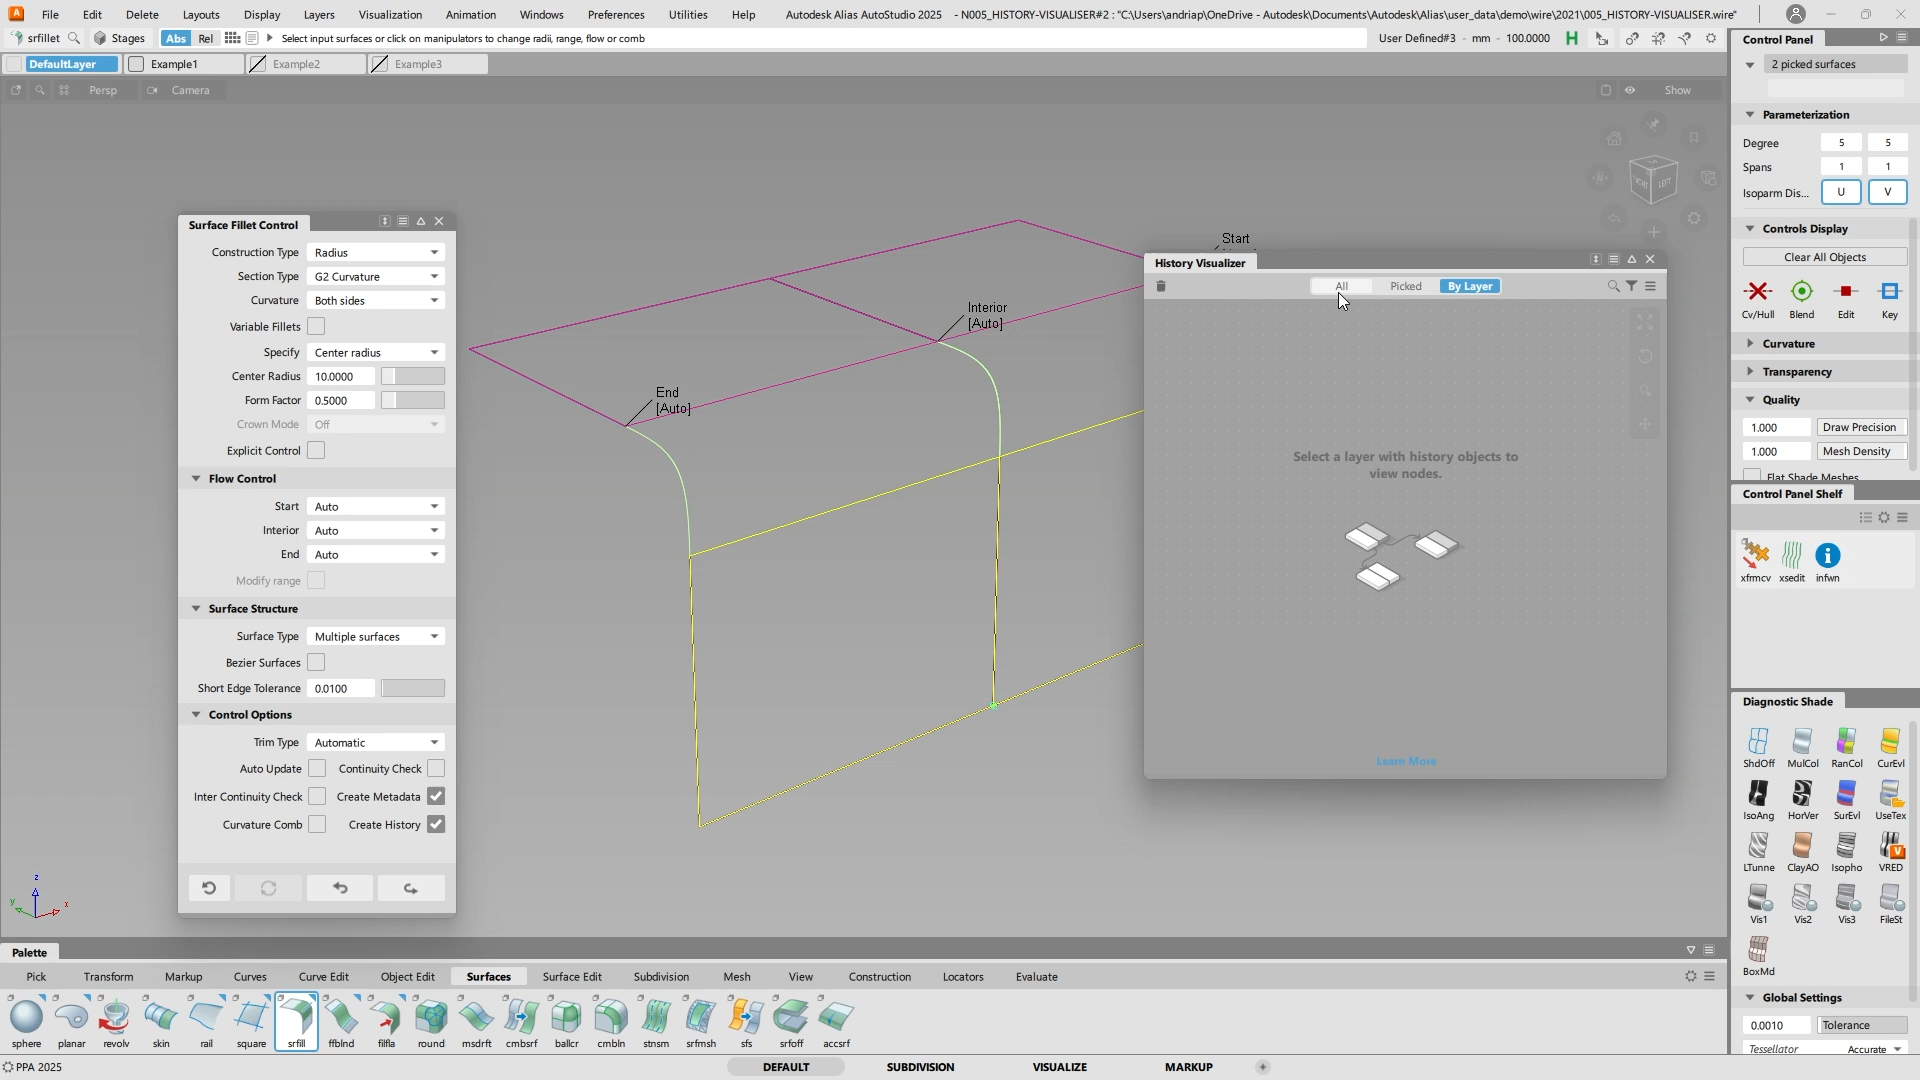 File Edit Delete Layouts Display Layers Visualization Animation Windows Preferences Utilities Help Autodesk Alias AutoStudio 2025 - N005_HISTORY-VISUALISER#2 : "C:\Users\andriap\OneDrive - Autodesk\Documents\Autodesk\Alias\user_data\demo\wire\2021\005_HISTORY-VISUALISER.wire"
srfillet Stages Abs Rel Select input surfaces or click on manipulators to change radii, range, flow or comb User Defined#3 - mm - 100.0000 H
DefaultLayer Example1 Example2 Example3
Persp Camera Show
FRONT LEFT
Surface Fillet Control
Construction Type Radius
Section Type G2 Curvature
Curvature Both sides
Variable Fillets
Specify Center radius
Center Radius 10.0000
Form Factor 0.5000
Crown Mode Off
Explicit Control
Flow Control
Start Auto
Interior Auto
End Auto
Modify range
Surface Structure
Surface Type Multiple surfaces
Bezier Surfaces
Short Edge Tolerance 0.0100
Control Options
Trim Type Automatic
Auto Update Continuity Check
Inter Continuity Check Create Metadata
Curvature Comb Create History
Start
Interior
[Auto]
End
[Auto]
z
y x
History Visualizer
All Picked By Layer
Select a layer with history objects to
view nodes.
Learn More
Control Panel
2 picked surfaces
Parameterization
Degree 5 5
Spans 1 1
Isoparm Dis... U V
Controls Display
Clear All Objects
Cv/Hull Blend Edit Key
Curvature
Transparency
Quality
1.000 Draw Precision
1.000 Mesh Density
Flat Shade Meshes
Control Panel Shelf
xfrmcv xsedit infwn
Diagnostic Shade
ShdOff MulCol RanCol CurEvl
IsoAng HorVer SurEvl UseTex
LTunne ClayAO Isopho VRED
Vis1 Vis2 Vis3 FileSt
BoxMd
Global Settings
0.0010 Tolerance
Tessellator Accurate
Palette
Pick Transform Markup Curves Curve Edit Object Edit Surfaces Surface Edit Subdivision Mesh View Construction Locators Evaluate
sphere planar revolv skin rail square srfill ffblnd filfla round msdrft cmbsrf ballcr cmbln stnsm srfmsh sfs srfoff accsrf
PPA 2025 DEFAULT SUBDIVISION VISUALIZE MARKUP